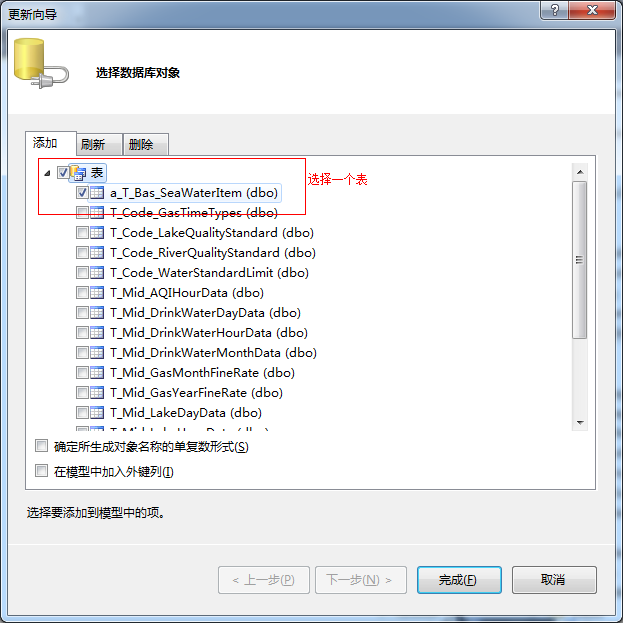 更新向导
选择数据库对象
添加 刷新 删除
表
选择一个表
a_T_Bas_SeaWaterItem (dbo)
T_Code_GasTimeTypes (dbo)
T_Code_LakeQualityStandard (dbo)
T_Code_RiverQualityStandard (dbo)
T_Code_WaterStandardLimit (dbo)
T_Mid_AQIHourData (dbo)
T_Mid_DrinkWaterDayData (dbo)
T_Mid_DrinkWaterHourData (dbo)
T_Mid_DrinkWaterMonthData (dbo)
T_Mid_GasMonthFineRate (dbo)
T_Mid_GasYearFineRate (dbo)
T_Mid_LakeDayData (dbo)
确定所生成对象名称的单复数形式(S)
在模型中加入外键列(I)
选择要添加到模型中的项。
< 上一步(P) 下一步(N) > 完成(F) 取消